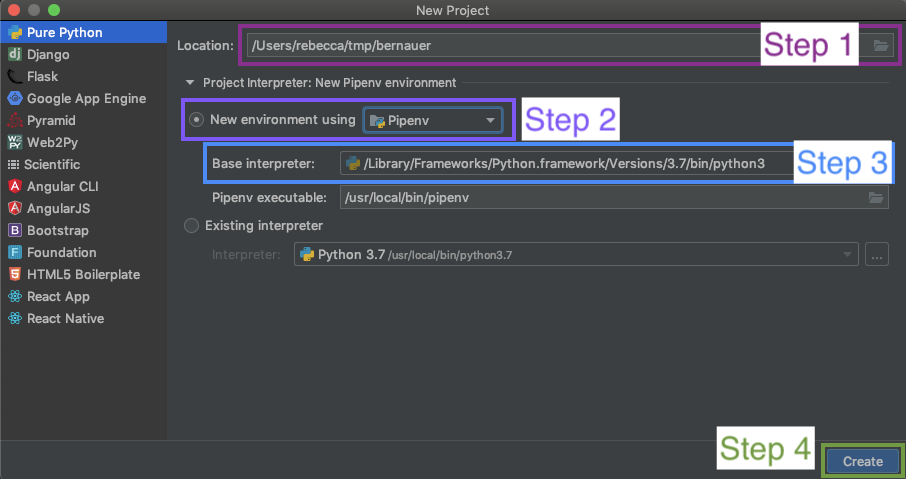 New Project
Pure Python
Django
Flask
Google App Engine
Pyramid
Web2Py
Scientific
Angular CLI
AngularJS
Bootstrap
Foundation
HTML5 Boilerplate
React App
React Native
Location: /Users/rebecca/tmp/bernauer Step 1
Project Interpreter: New Pipenv environment
New environment using Pipenv Step 2
Base interpreter: /Library/Frameworks/Python.framework/Versions/3.7/bin/python3 Step 3
Pipenv executable: /usr/local/bin/pipenv
Existing interpreter
Interpreter: Python 3.7 /usr/local/bin/python3.7 ...
Step 4 Create